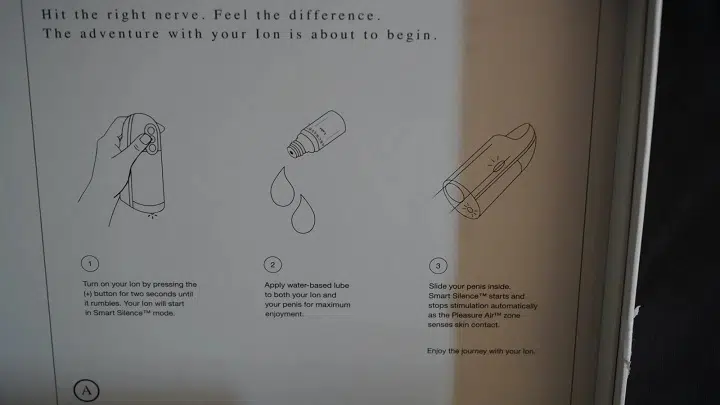 Hit the right nerve. Feel the difference.
The adventure with your Ion is about to begin.
1
Turn on your Ion by pressing the
(+) button for two seconds until
it rumbles. Your Ion will start
in Smart Silence™ mode.
2
Apply water-based lube
to both your Ion and
your penis for maximum
enjoyment.
3
Slide your penis inside.
Smart Silence™ starts and
stops stimulation automatically
as the Pleasure Air™ zone
senses skin contact.
Enjoy the journey with your Ion.
A